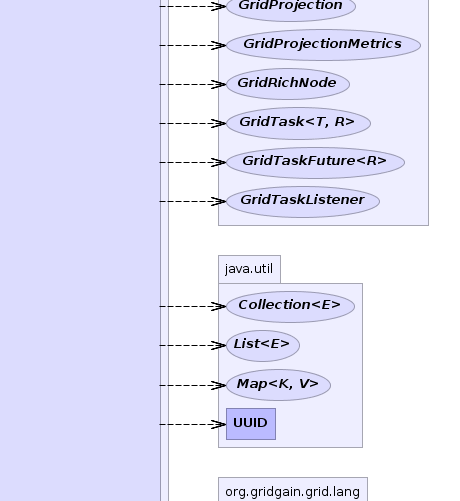 GridProjection
GridProjectionMetrics
GridRichNode
GridTask<T, R>
GridTaskFuture<R>
GridTaskListener
java.util
Collection<E>
List<E>
Map<K, V>
UUID
org.gridgain.grid.lang